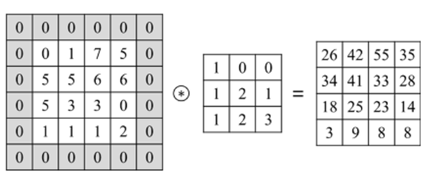 0 0 0 0 0 0
0 0 1 7 5 0
0 5 5 6 6 0
0 5 3 3 0 0
0 1 1 1 2 0
0 0 0 0 0 0
*
1 0 0
1 2 1
1 2 3
=
26 42 55 35
34 41 33 28
18 25 23 14
3 9 8 8